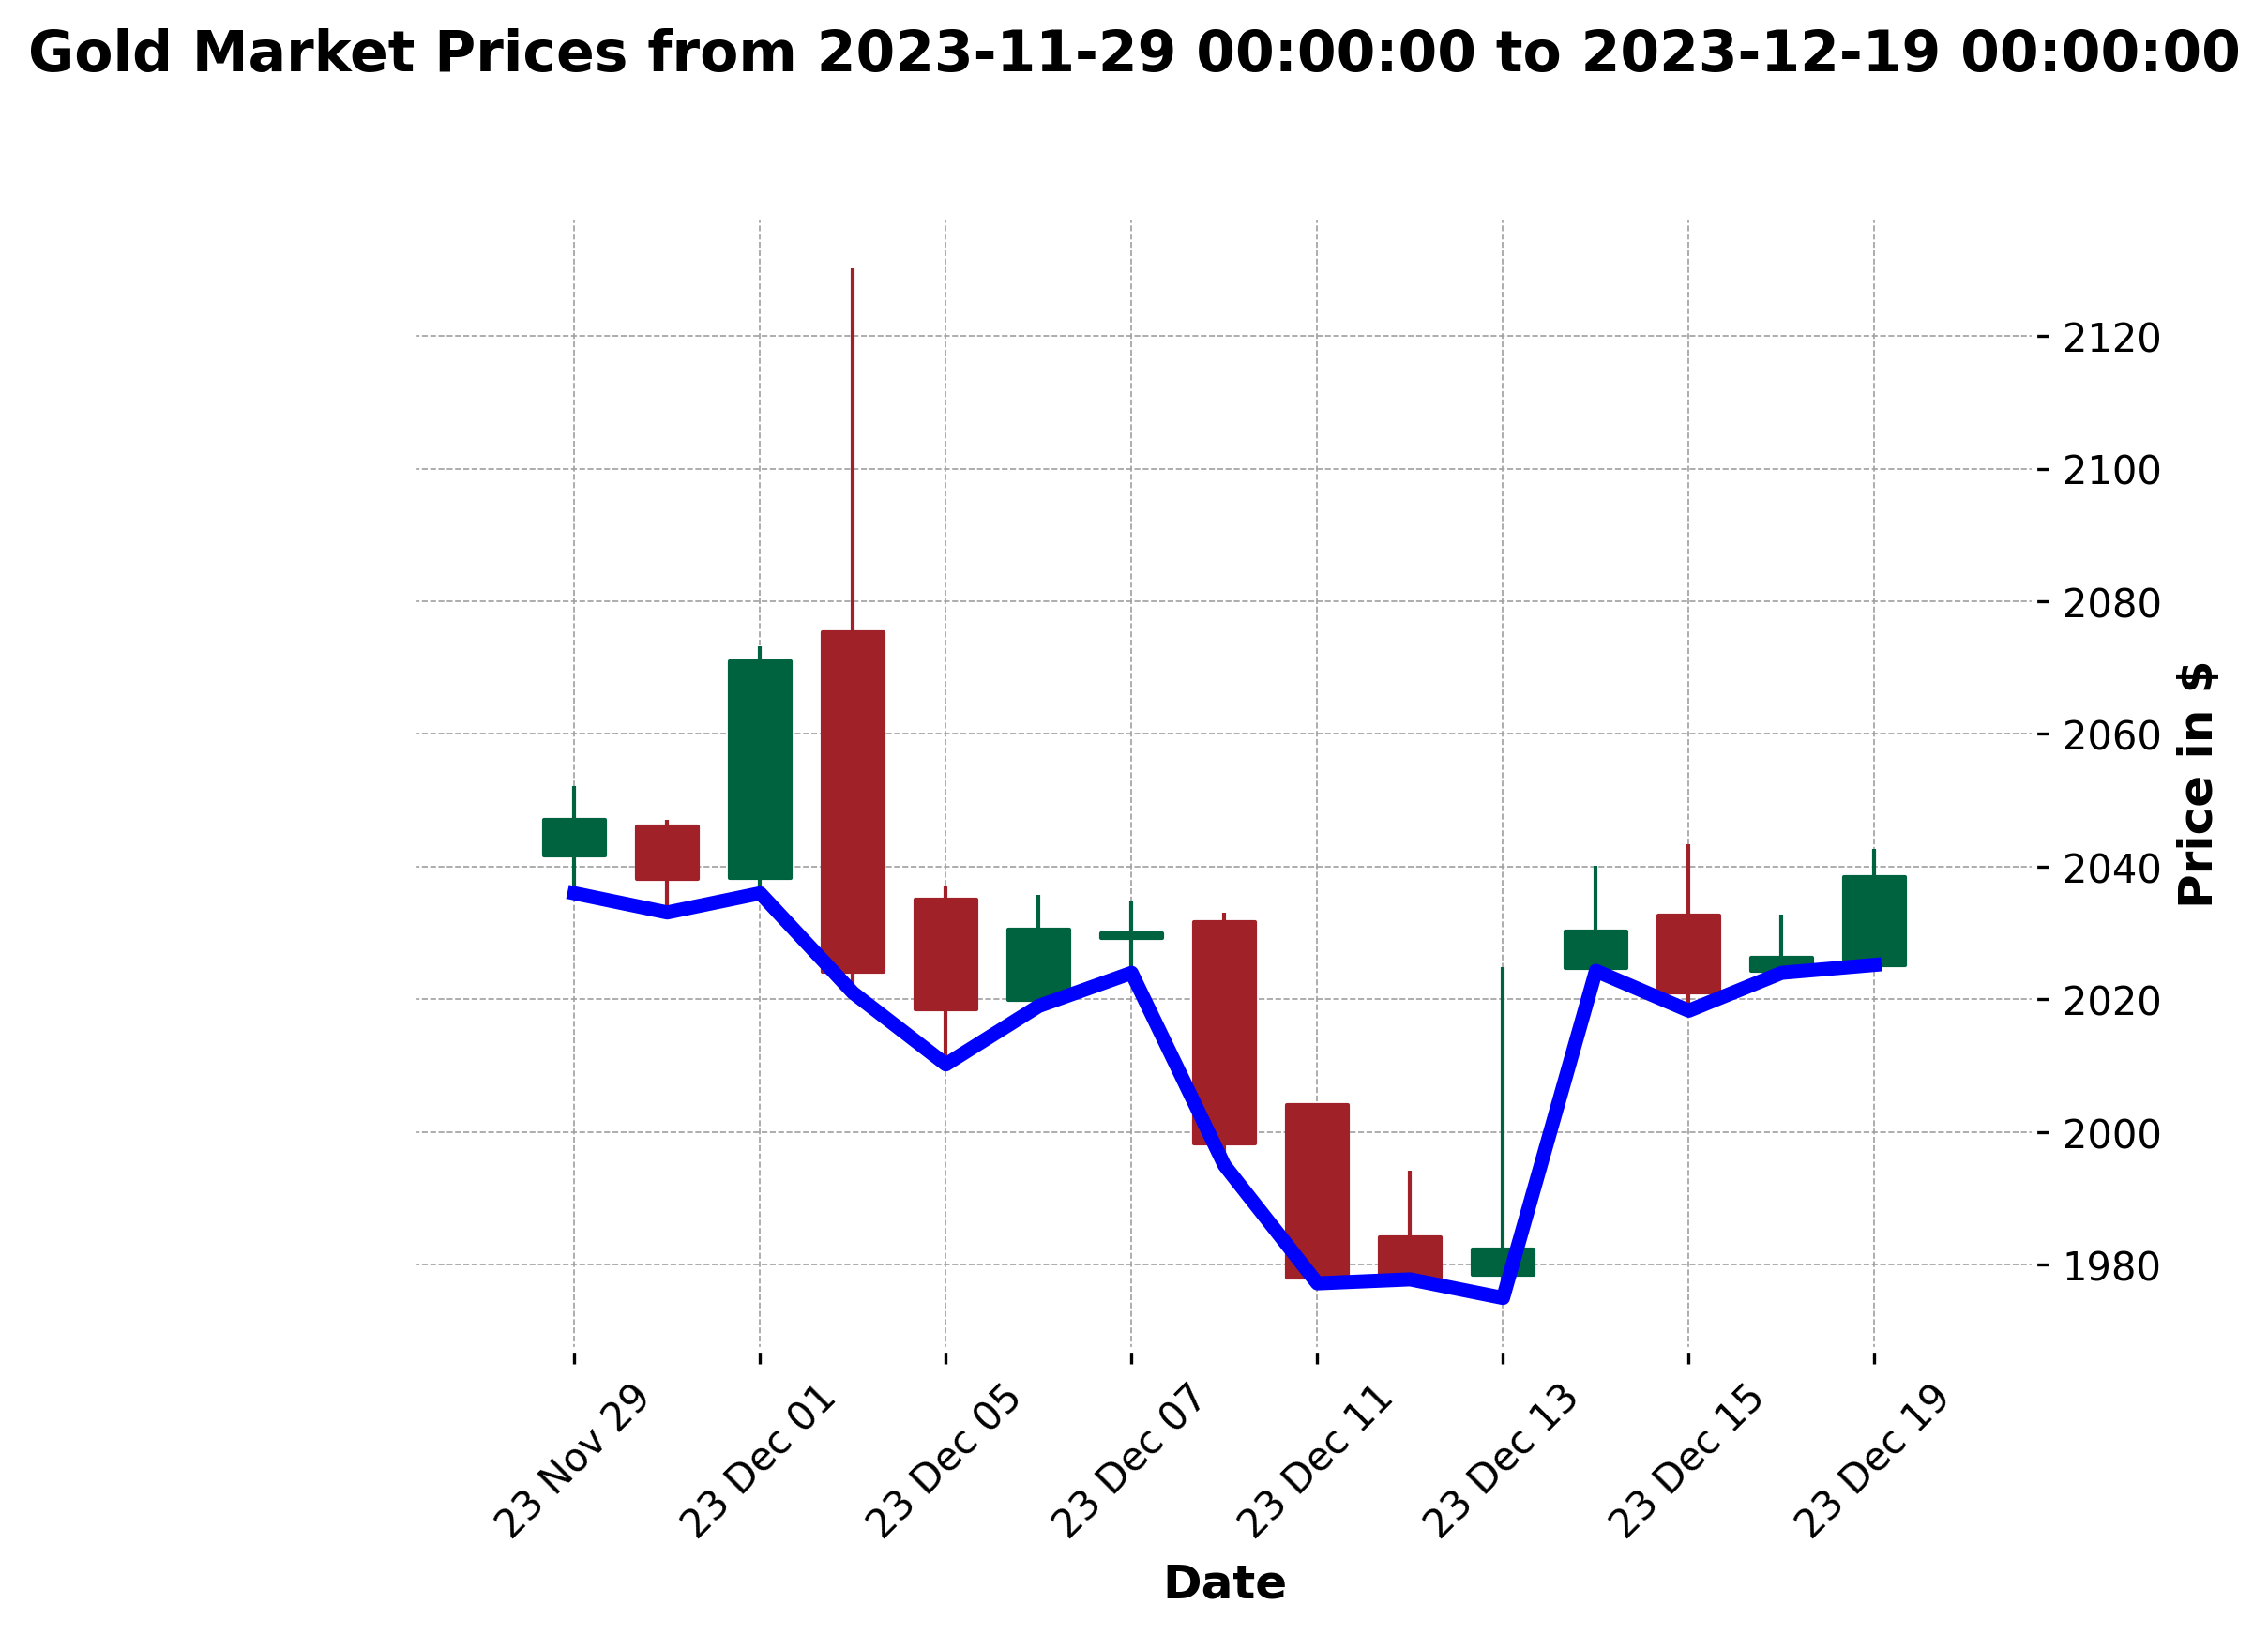 Gold Market Prices from 2023-11-29 00:00:00 to 2023-12-19 00:00:00
2120
2100
2080
2060
2040
2020
2000
1980
Price in $
23 Nov 29
23 Dec 01
23 Dec 05
23 Dec 07
23 Dec 11
23 Dec 13
23 Dec 15
23 Dec 19
Date